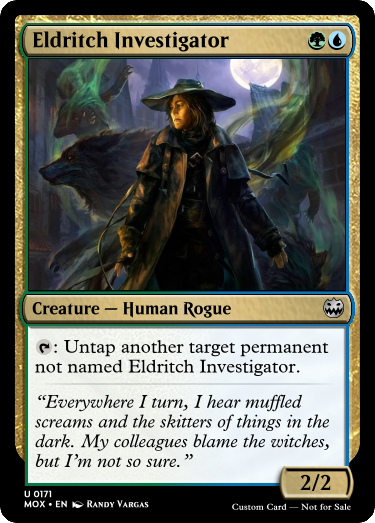 Eldritch Investigator
Creature — Human Rogue
: Untap another target permanent
not named Eldritch Investigator.
“Everywhere I turn, I hear muffled
screams and the skitters of things in the
dark. My colleagues blame the witches,
but I’m not so sure.”
2/2
U 0171
MOX • EN Randy Vargas
Custom Card — Not for Sale